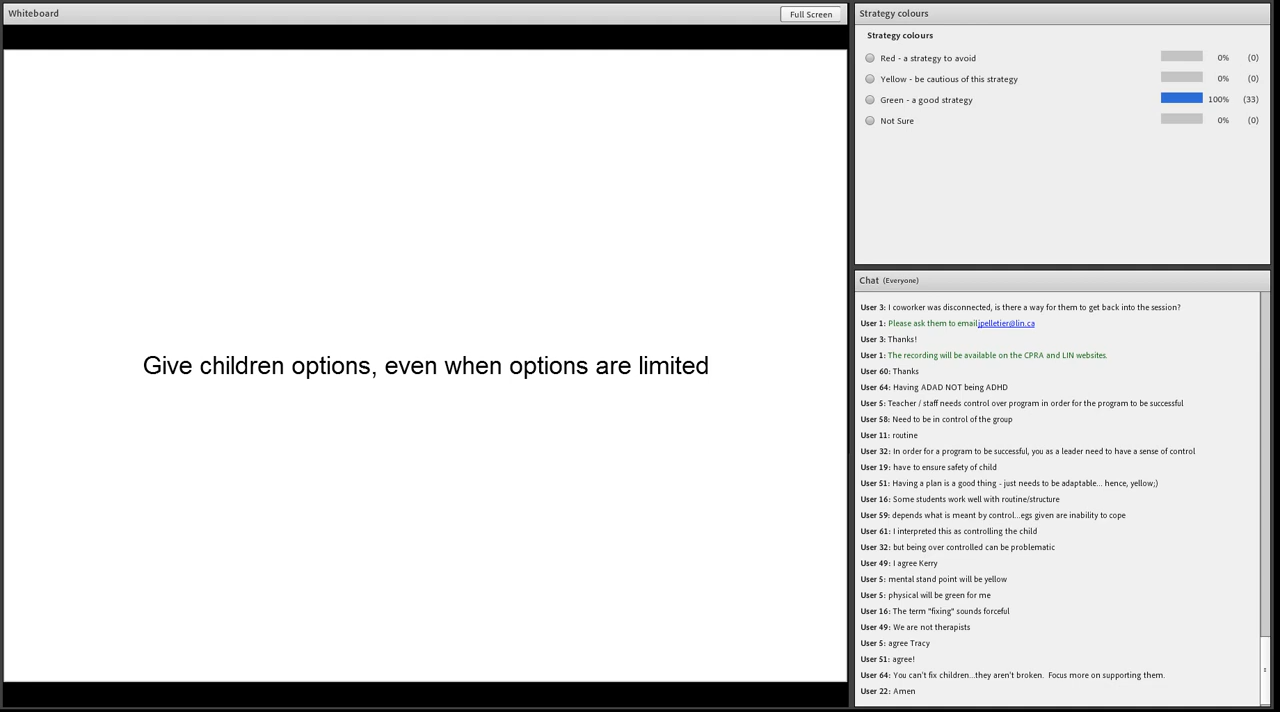 Whiteboard
Full Screen
Give children options, even when options are limited
Strategy colours
Strategy colours
Red - a strategy to avoid 0% (0)
Yellow - be cautious of this strategy 0% (0)
Green - a good strategy 100% (33)
Not Sure 0% (0)
Chat (Everyone)
User 3: I coworker was disconnected, is there a way for them to get back into the session?
User 1: Please ask them to emailjpelletier@lin.ca
User 3: Thanks!
User 1: The recording will be available on the CPRA and LIN websites.
User 60: Thanks
User 64: Having ADAD NOT being ADHD
User 5: Teacher / staff needs control over program in order for the program to be successful
User 58: Need to be in control of the group
User 11: routine
User 32: In order for a program to be successful, you as a leader need to have a sense of control
User 19: have to ensure safety of child
User 51: Having a plan is a good thing - just needs to be adaptable... hence, yellow;)
User 16: Some students work well with routine/structure
User 59: depends what is meant by control...egs given are inability to cope
User 61: I interpreted this as controlling the child
User 32: but being over controlled can be problematic
User 49: I agree Kerry
User 5: mental stand point will be yellow
User 5: physical will be green for me
User 16: The term "fixing" sounds forceful
User 49: We are not therapists
User 5: agree Tracy
User 51: agree!
User 64: You can't fix children...they aren't broken. Focus more on supporting them.
User 22: Amen